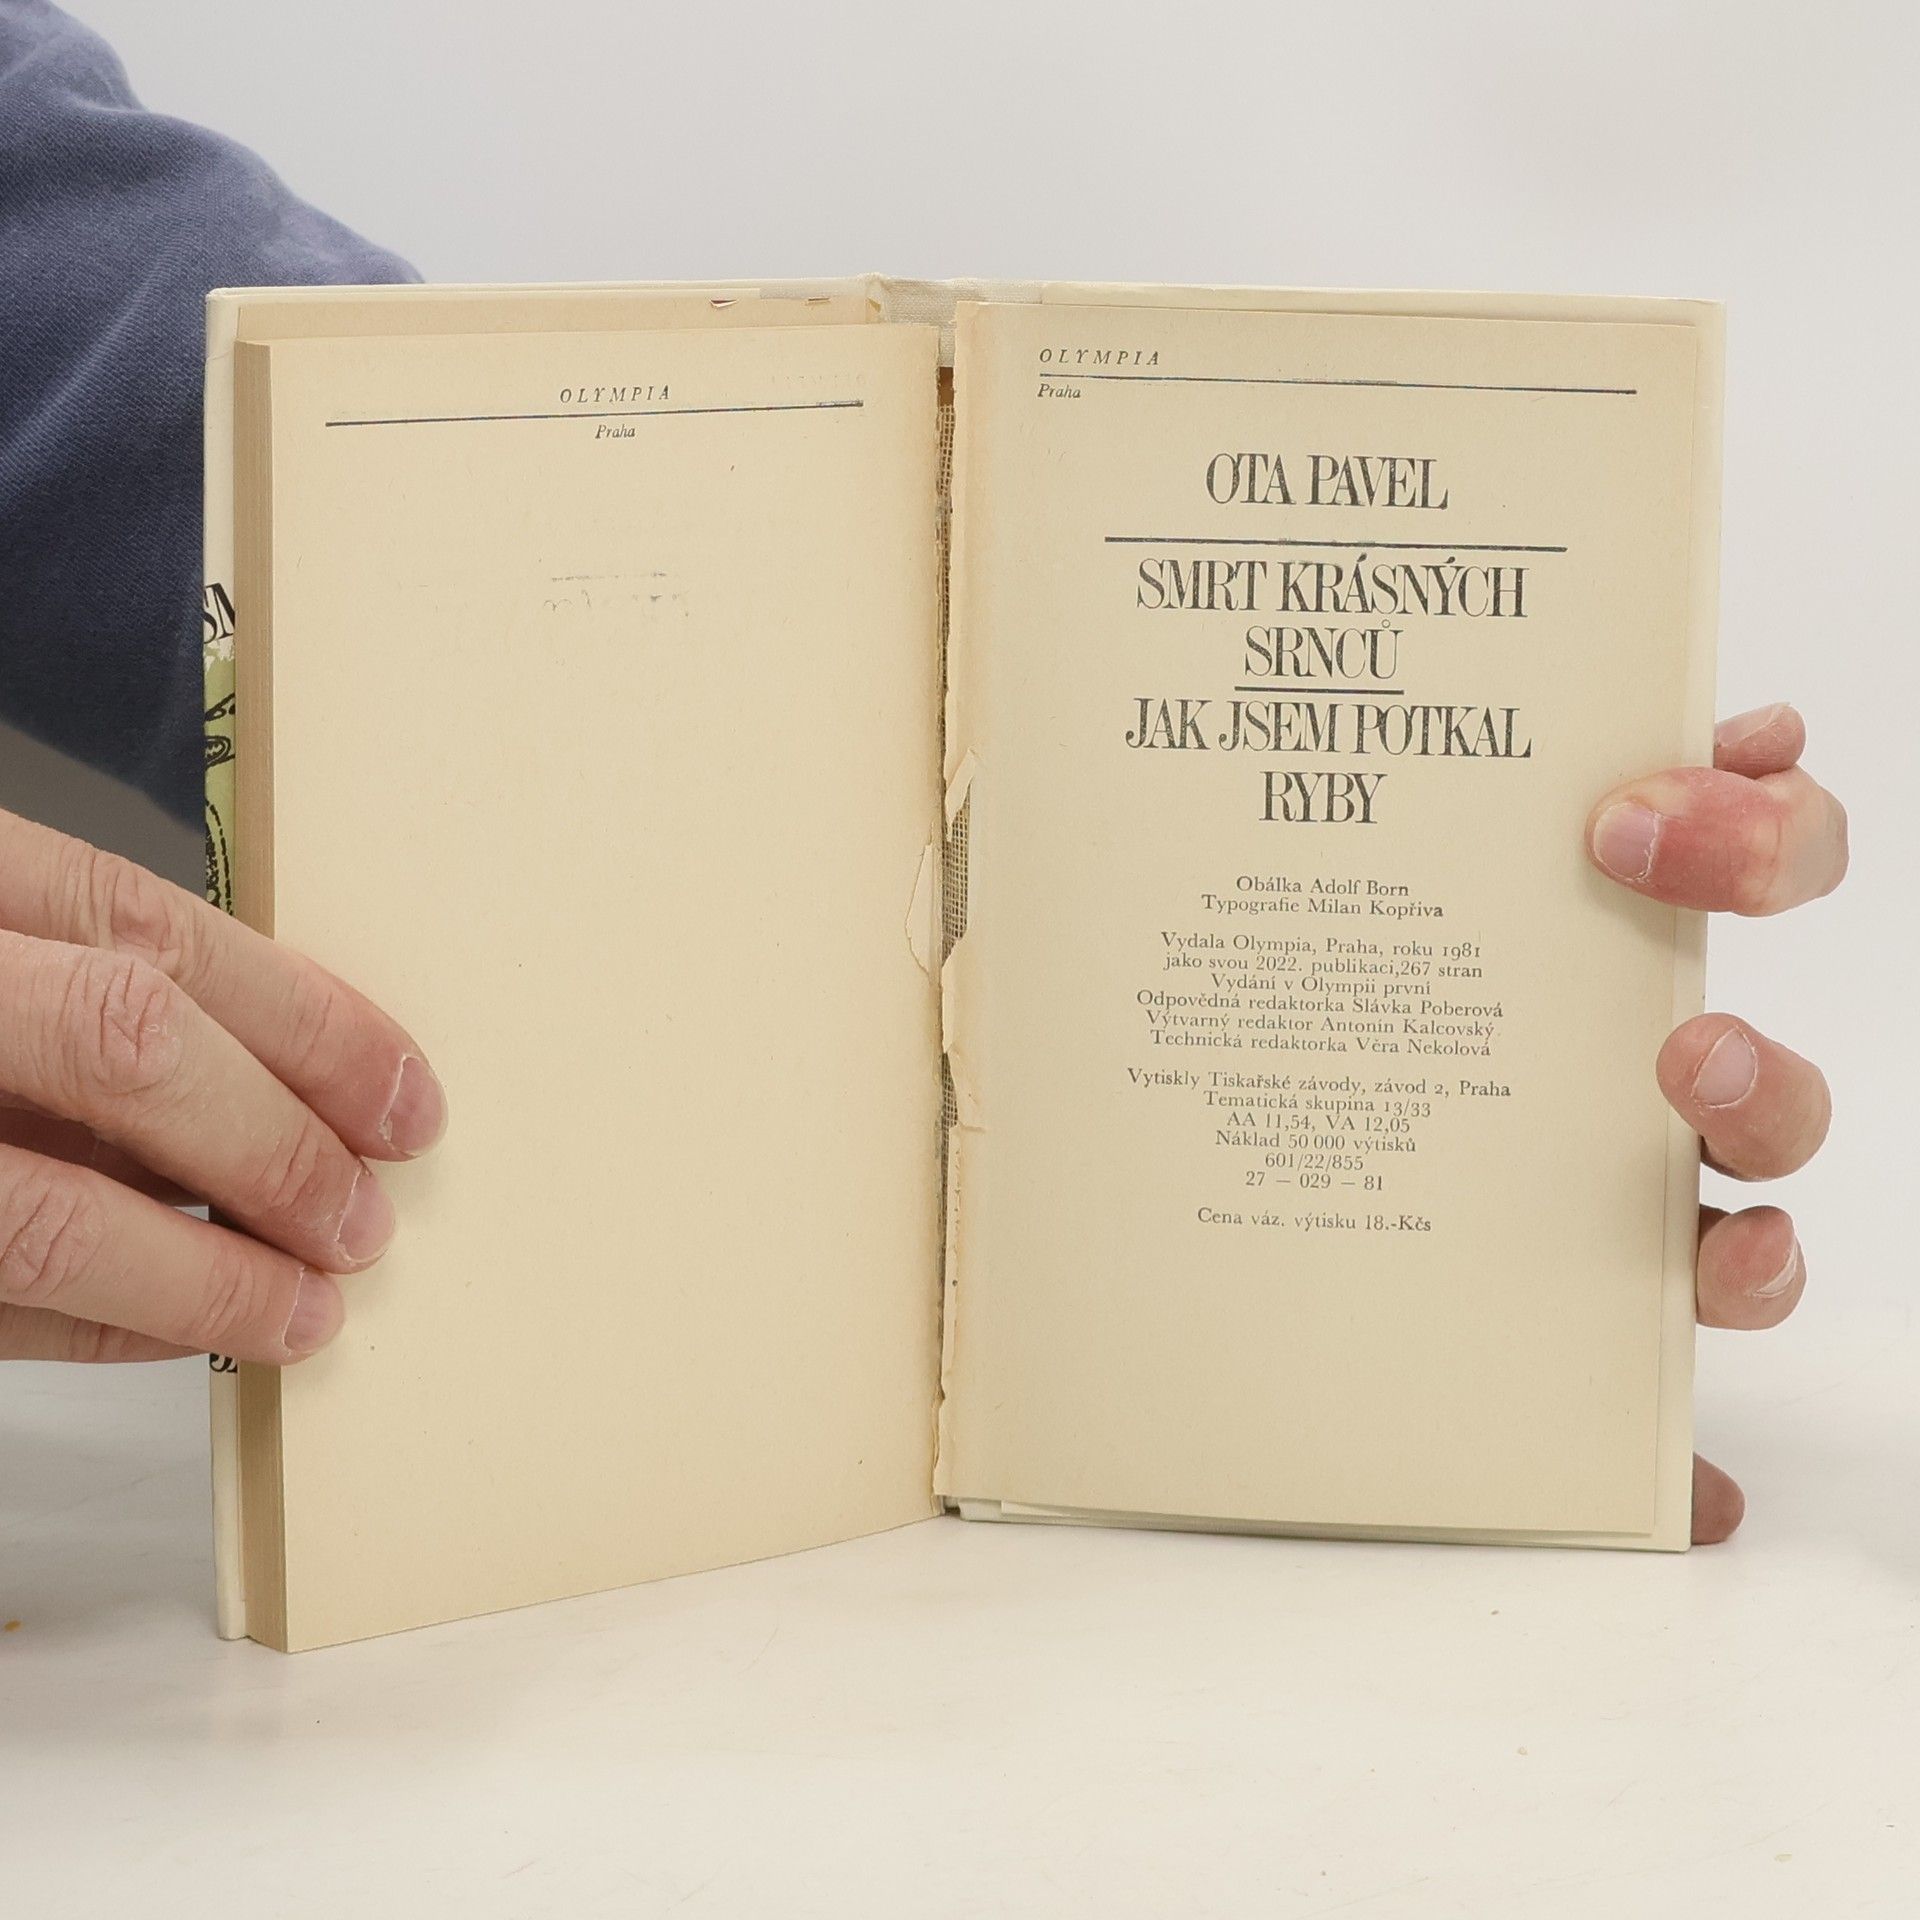 OLYMPIA
Praha
OLYMPIA
Praha
OTA PAVEL
SMRT KRÁSNÝCH
SRNCŮ
JAK JSEM POTKAL
RYBY
Obálka Adolf Born
Typografie Milan Kopřiva
Vydala Olympia, Praha, roku 1981
jako svou 2022. publikaci,267 stran
Vydání v Olympii první
Odpovědná redaktorka Slávka Poberová
Výtvarný redaktor Antonín Kalcovský
Technická redaktorka Věra Nekolová
Vytiskly Tiskařské závody, závod 2, Praha
Tematická skupina 13/33
AA 11,54, VA 12,05
Náklad 50 000 výtisků
601/22/855
27 — 029 — 81
Cena váz. výtisku 18.-Kčs